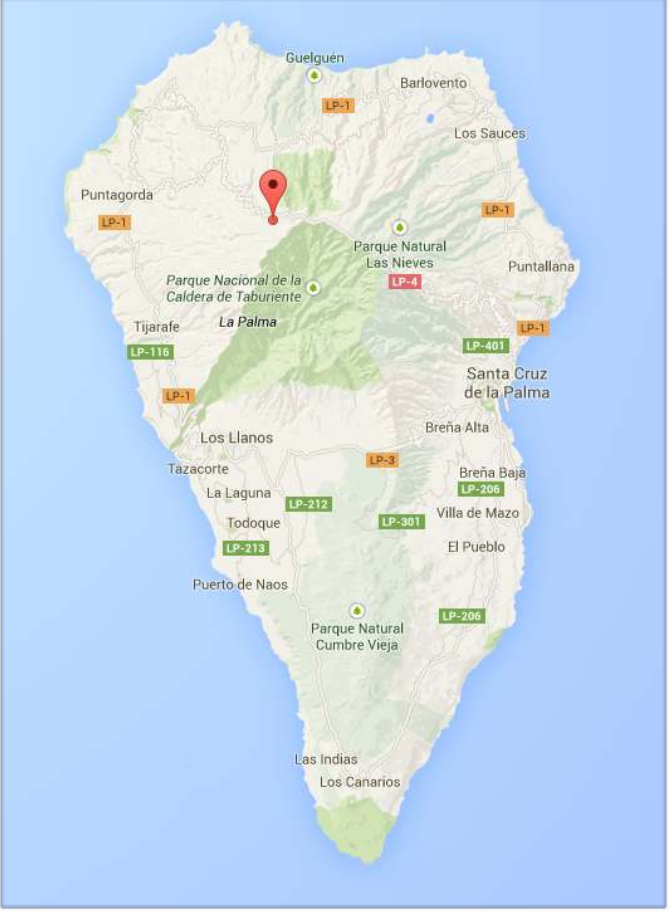 Guelguén
Barlovento
LP-1
Los Sauces
Puntagorda
LP-1
LP-1
Parque Natural
Las Nieves
Puntallana
LP-4
Parque Nacional de la
Caldera de Taburiente
La Palma
Tijarafe
LP-1
LP-116
LP-401
Santa Cruz
de la Palma
LP-1
Breña Alta
Los Llanos
LP-3
Tazacorte
Breña Baja
LP-206
La Laguna
LP-212
Villa de Mazo
Todoque
LP-301
LP-213
El Pueblo
Puerto de Naos
LP-206
Parque Natural
Cumbre Vieja
Las Indias
Los Canarios